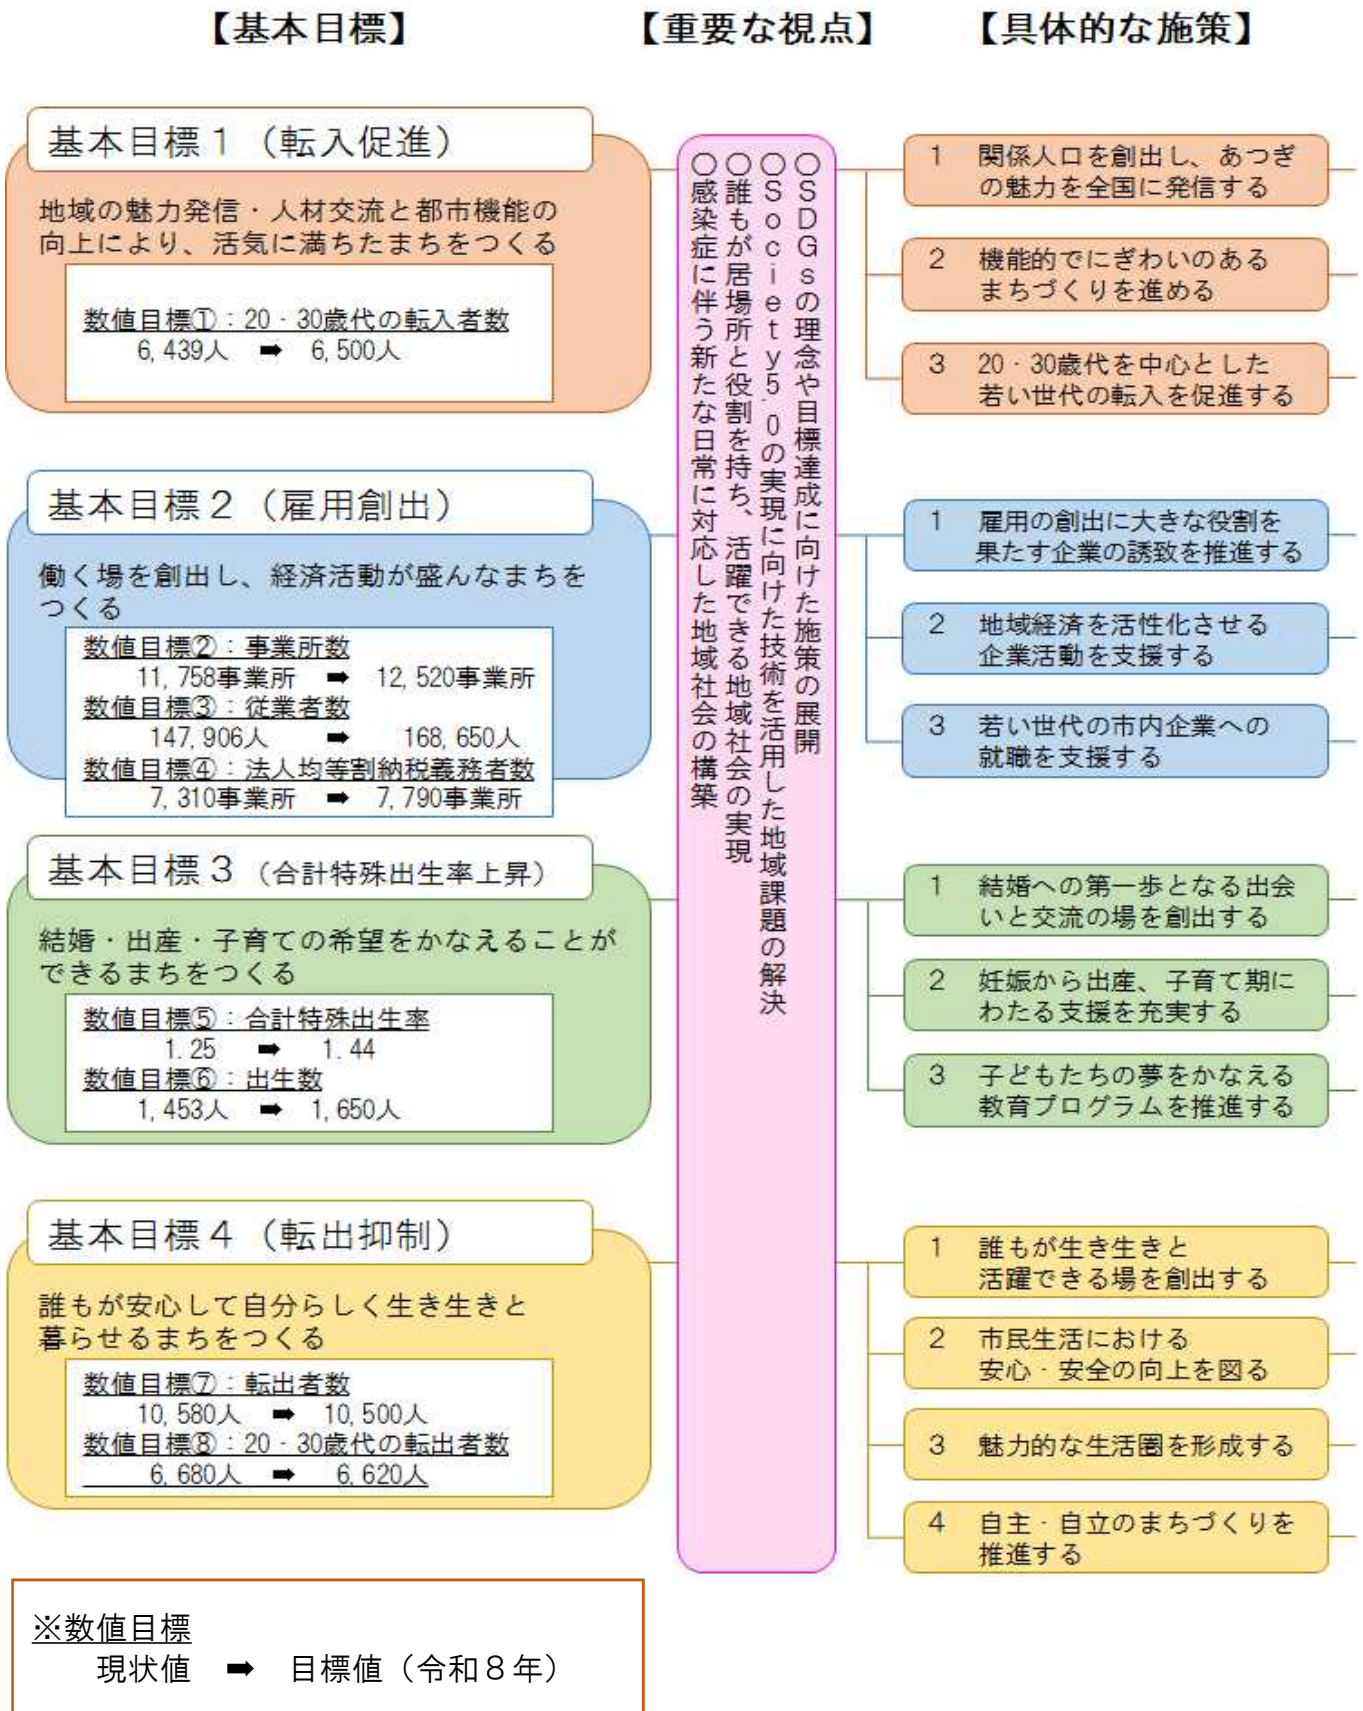 【基本目標】
【重要な視点】
【具体的な施策】
基本目標１（転入促進）
地域の魅力発信・人材交流と都市機能の
向上により、活気に満ちたまちをつくる
数値目標①：20・30歳代の転入者数
6,439人 ➡ 6,500人
基本目標２（雇用創出）
働く場を創出し、経済活動が盛んなまちを
つくる
数値目標②：事業所数
11,758事業所 ➡ 12,520事業所
数値目標③：従業者数
147,906人 ➡ 168,650人
数値目標④：法人均等割納税義務者数
7,310事業所 ➡ 7,790事業所
基本目標３（合計特殊出生率上昇）
結婚・出産・子育ての希望をかなえることが
できるまちをつくる
数値目標⑤：合計特殊出生率
1.25 ➡ 1.44
数値目標⑥：出生数
1,453人 ➡ 1,650人
基本目標４（転出抑制）
誰もが安心して自分らしく生き生きと
暮らせるまちをつくる
数値目標⑦：転出者数
10,580人 ➡ 10,500人
数値目標⑧：20・30歳代の転出者数
6,680人 ➡ 6,620人
○ＳＤＧｓの理念や目標達成に向けた施策の展開
○Ｓｏｃｉｅｔｙ５.０の実現に向けた技術を活用した地域課題の解決
○誰もが居場所と役割を持ち、活躍できる地域社会の実現
○感染症に伴う新たな日常に対応した地域社会の構築
1 関係人口を創出し、あつぎ
の魅力を全国に発信する
2 機能的でにぎわいのある
まちづくりを進める
3 20・30歳代を中心とした
若い世代の転入を促進する
1 雇用の創出に大きな役割を
果たす企業の誘致を推進する
2 地域経済を活性化させる
企業活動を支援する
3 若い世代の市内企業への
就職を支援する
1 結婚への第一歩となる出会
いと交流の場を創出する
2 妊娠から出産、子育て期に
わたる支援を充実する
3 子どもたちの夢をかなえる
教育プログラムを推進する
1 誰もが生き生きと
活躍できる場を創出する
2 市民生活における
安心・安全の向上を図る
3 魅力的な生活圏を形成する
4 自主・自立のまちづくりを
推進する
※数値目標
現状値 ➡ 目標値（令和８年）